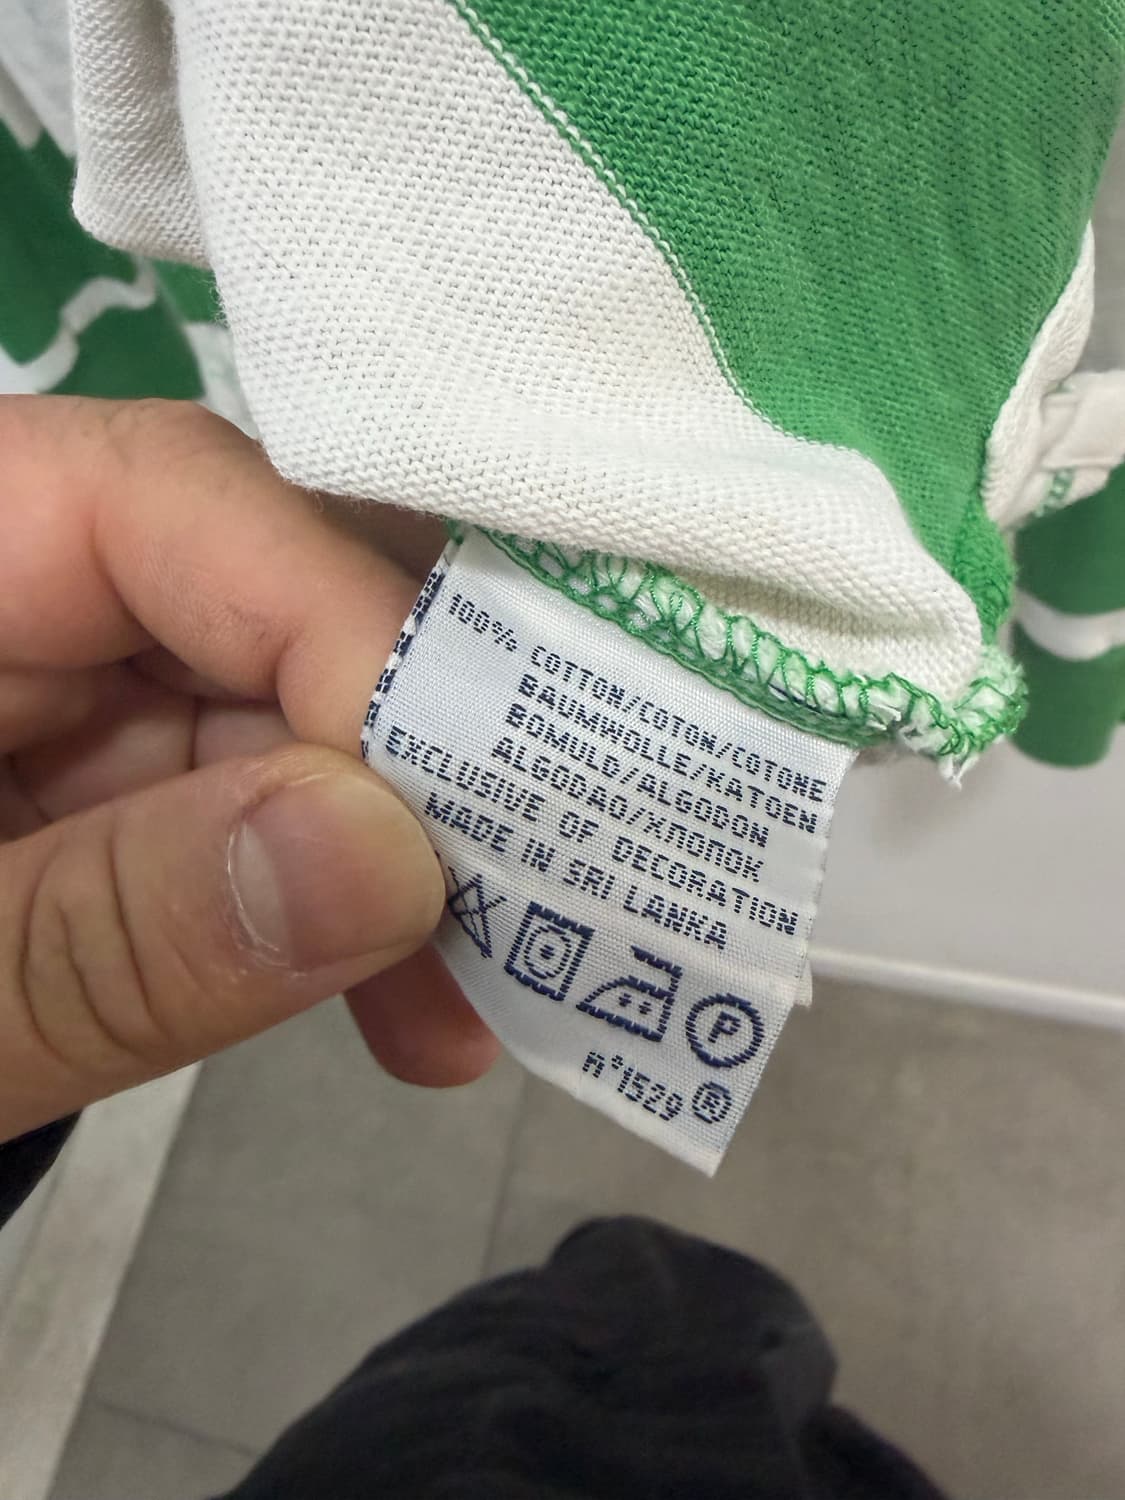 100% COTTON/COTON/COTONE
BAUMWOLLE/KATOEN
BOMULD/ALGODON
ALGODAO/ХЛОПОК
EXCLUSIVE OF DECORATION
MADE IN SRI LANKA
P
n°1529 ®